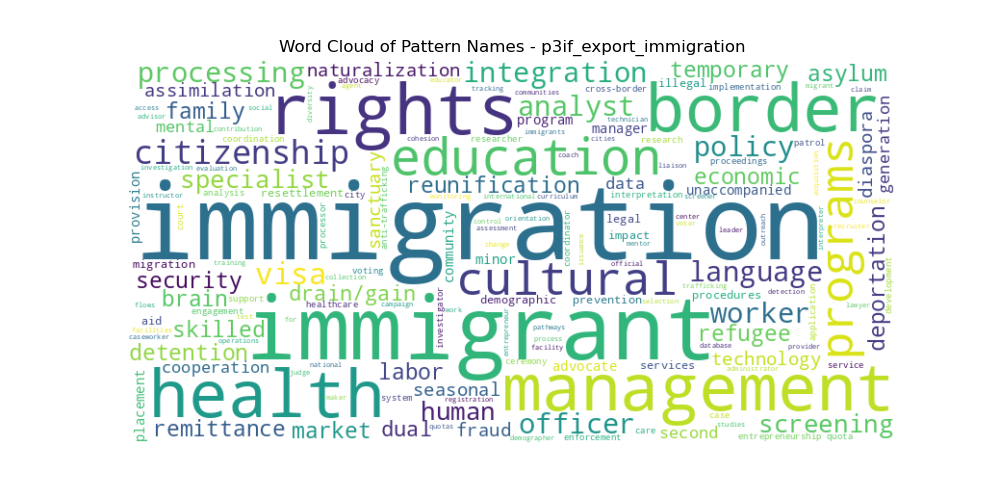 Word Cloud of Pattern Names - p3if_export_immigration
processing naturalization integration temporary asylum
advocacy agent tracking communities cross-border illegal implementation migrant claim
assimilation rights border
access family social diversity analyst
advisor contribution program technician manager patrol
mental coordination researcher immigrants cities research
citizenship cohesion education policy diaspora generation
investigation evaluation coach liaison proceedings
specialist sanctuary reunification data economic programs acquisition
instructor analysis resettlement city anti-trafficking monitoring international curriculum interpretation screener unaccompanied counselor
provision immigration
court processor community control orientation assessment coordinator legal center voter leader outreach recruiter interpreter
change issuance minor impact mentor
migration training voting official deportation development
security visa cultural language
flows brain support collection drain/gain healthcare demographic prevention selection trafficking detection procedures application lawyer
engagement campaign investigator work entrepreneur worker
aid test for immigrant pathways refugee
facilities skilled operations process database provider
caseworker detention judge facility technology
cooperation national labor ceremony advocate services administrator service
placement health maker system seasonal management
registration human
remittance market dual quotas fraud officer case studies screening
demographer enforcement care second entrepreneurship quota